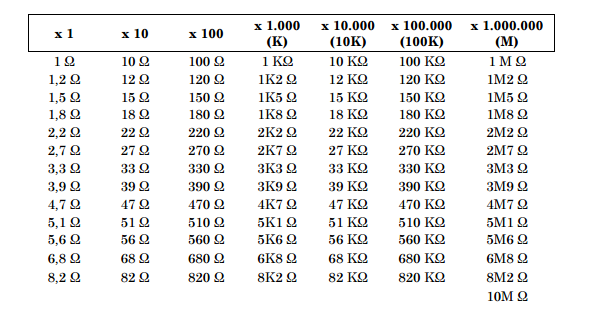 x 1 x 10 x 100 x 1.000 (K) x 10.000 (10K) x 100.000 (100K) x 1.000.000 (M)
1 Ω 10 Ω 100 Ω 1 KΩ 10 KΩ 100 KΩ 1 M Ω
1,2 Ω 12 Ω 120 Ω 1K2 Ω 12 KΩ 120 KΩ 1M2 Ω
1,5 Ω 15 Ω 150 Ω 1K5 Ω 15 KΩ 150 KΩ 1M5 Ω
1,8 Ω 18 Ω 180 Ω 1K8 Ω 18 KΩ 180 KΩ 1M8 Ω
2,2 Ω 22 Ω 220 Ω 2K2 Ω 22 KΩ 220 KΩ 2M2 Ω
2,7 Ω 27 Ω 270 Ω 2K7 Ω 27 KΩ 270 KΩ 2M7 Ω
3,3 Ω 33 Ω 330 Ω 3K3 Ω 33 KΩ 330 KΩ 3M3 Ω
3,9 Ω 39 Ω 390 Ω 3K9 Ω 39 KΩ 390 KΩ 3M9 Ω
4,7 Ω 47 Ω 470 Ω 4K7 Ω 47 KΩ 470 KΩ 4M7 Ω
5,1 Ω 51 Ω 510 Ω 5K1 Ω 51 KΩ 510 KΩ 5M1 Ω
5,6 Ω 56 Ω 560 Ω 5K6 Ω 56 KΩ 560 KΩ 5M6 Ω
6,8 Ω 68 Ω 680 Ω 6K8 Ω 68 KΩ 680 KΩ 6M8 Ω
8,2 Ω 82 Ω 820 Ω 8K2 Ω 82 KΩ 820 KΩ 8M2 Ω
10M Ω